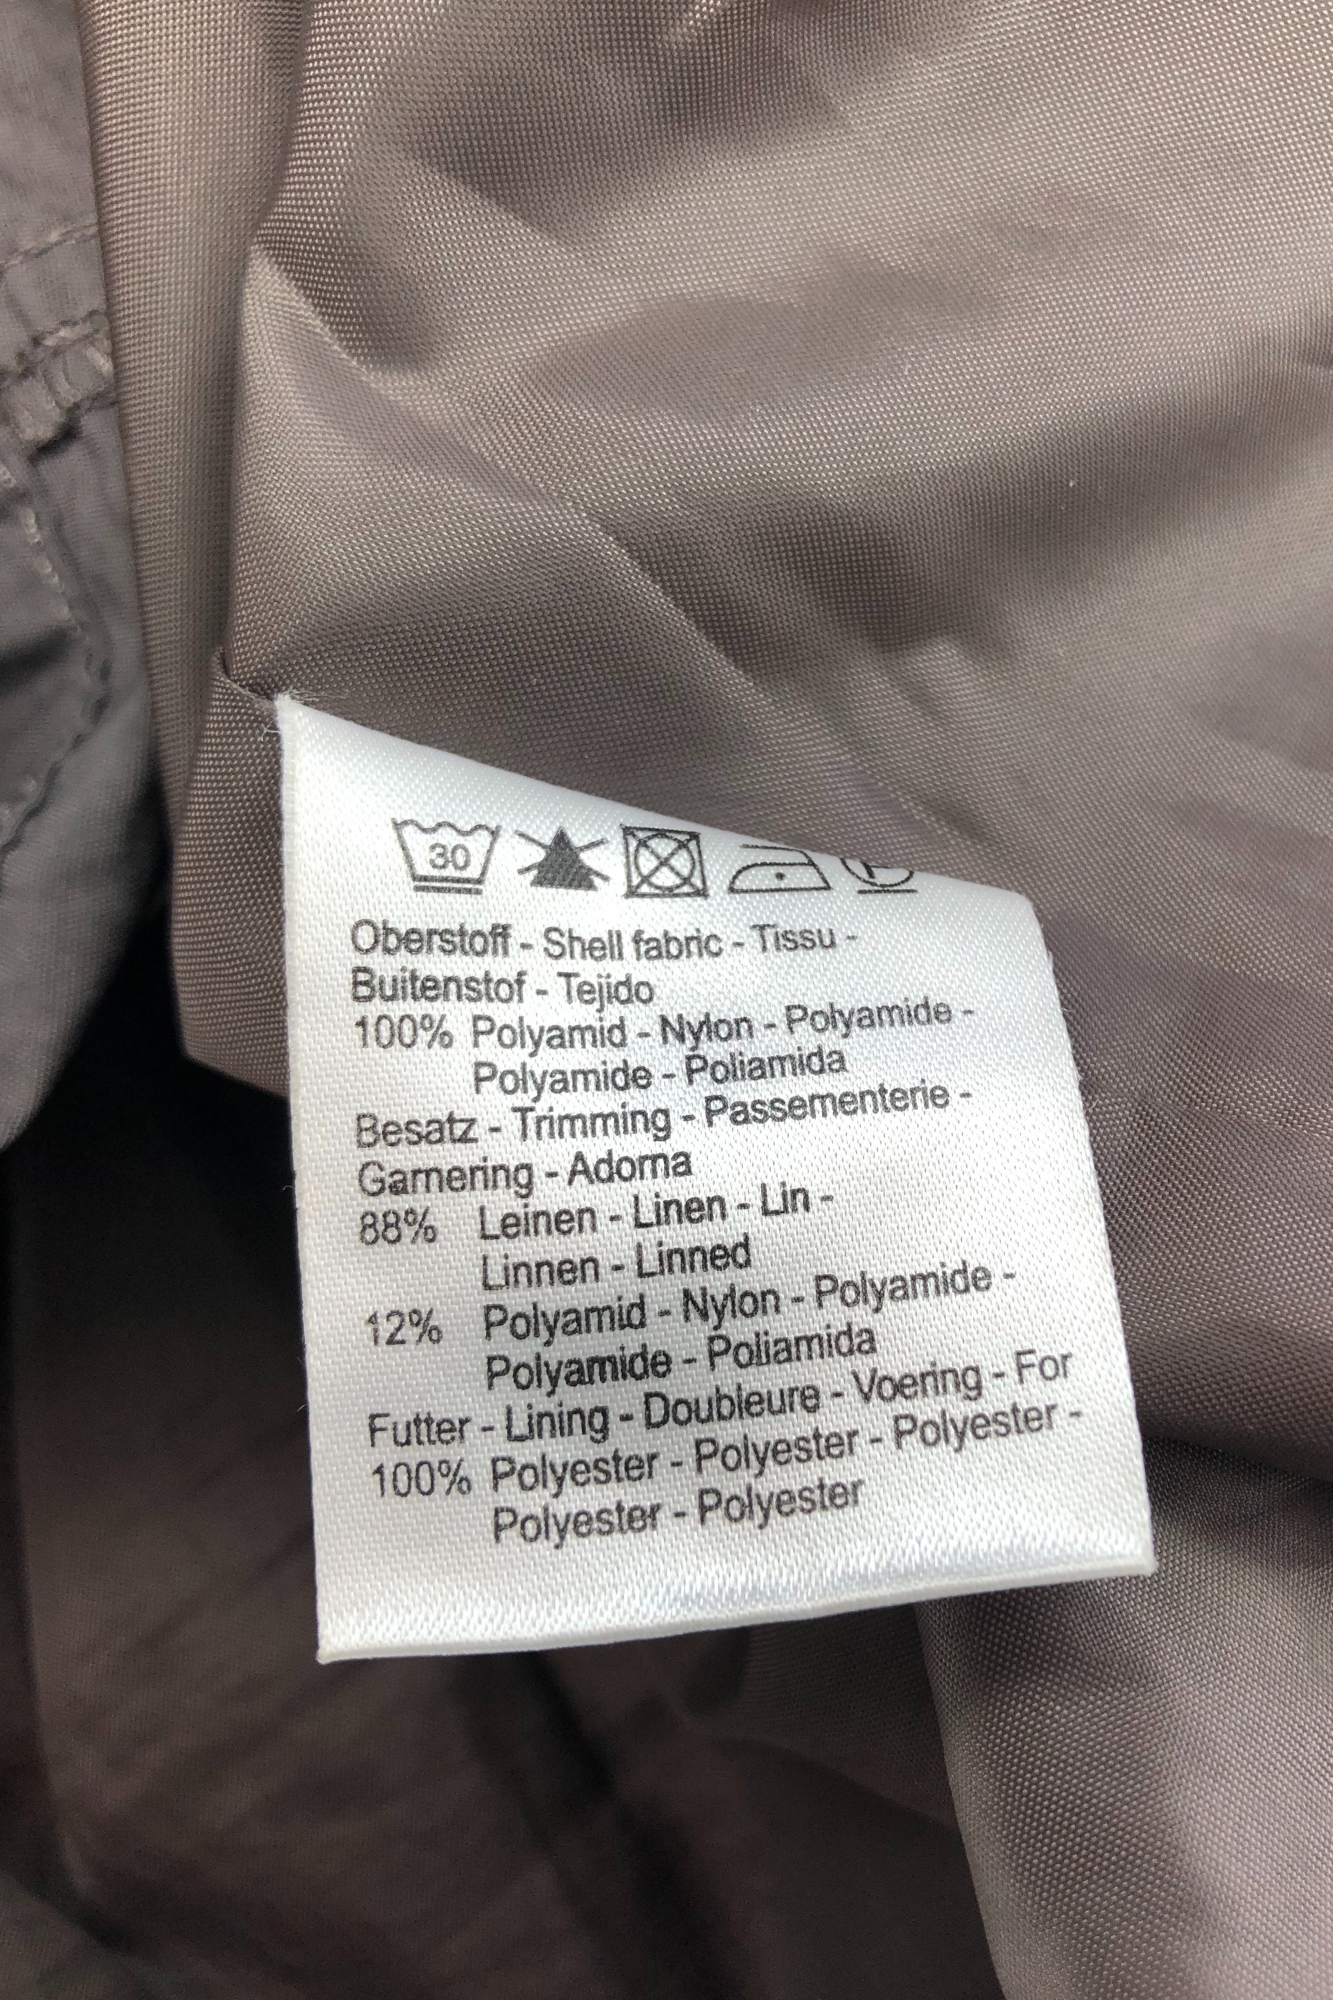 30
Oberstoff - Shell fabric - Tissu -
Buitenstof - Tejido
100% Polyamid - Nylon - Polyamide -
Polyamide - Poliamida
Besatz - Trimming - Passementerie -
Garnering - Adorna
88% Leinen - Linen - Lin -
Linnen - Linned
12% Polyamid - Nylon - Polyamide -
Polyamide - Poliamida
Futter - Lining - Doubleure - Voering - For
100% Polyester - Polyester - Polyester -
Polyester - Polyester